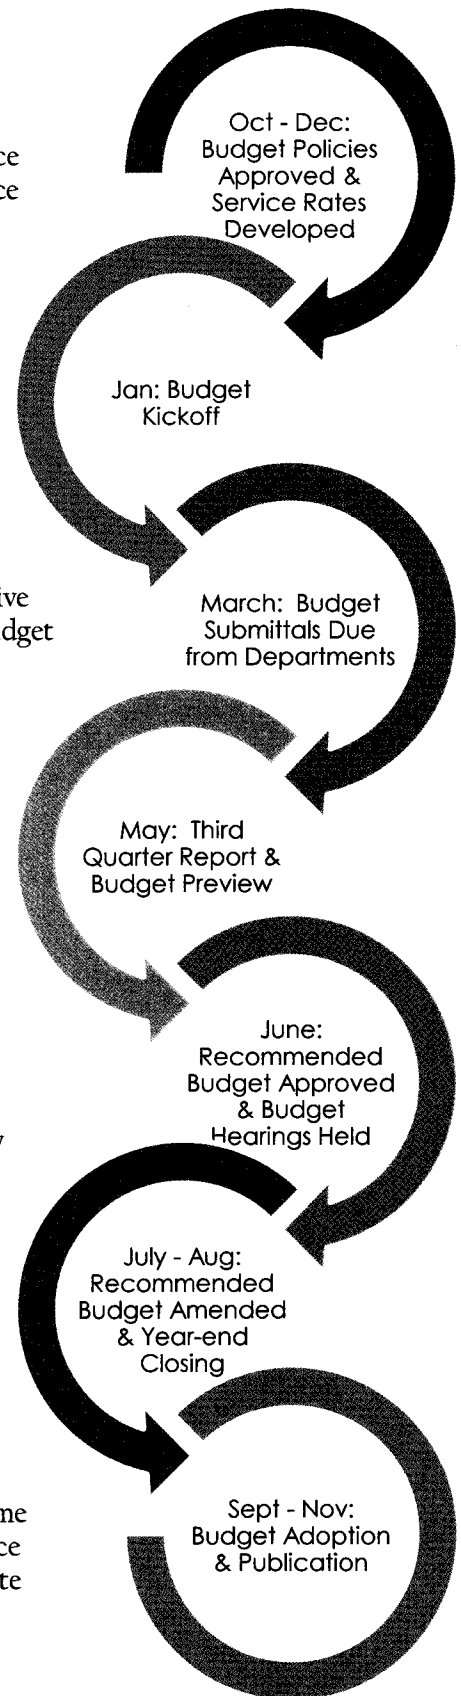 Oct - Dec:
Budget Policies
Approved &
Service Rates
Developed
Jan: Budget
Kickoff
March: Budget
Submittals Due
from Departments
May: Third
Quarter Report &
Budget Preview
June:
Recommended
Budget Approved
& Budget
Hearings Held
July - Aug:
Recommended
Budget Amended
& Year-end
Closing
Sept - Nov:
Budget Adoption
& Publication